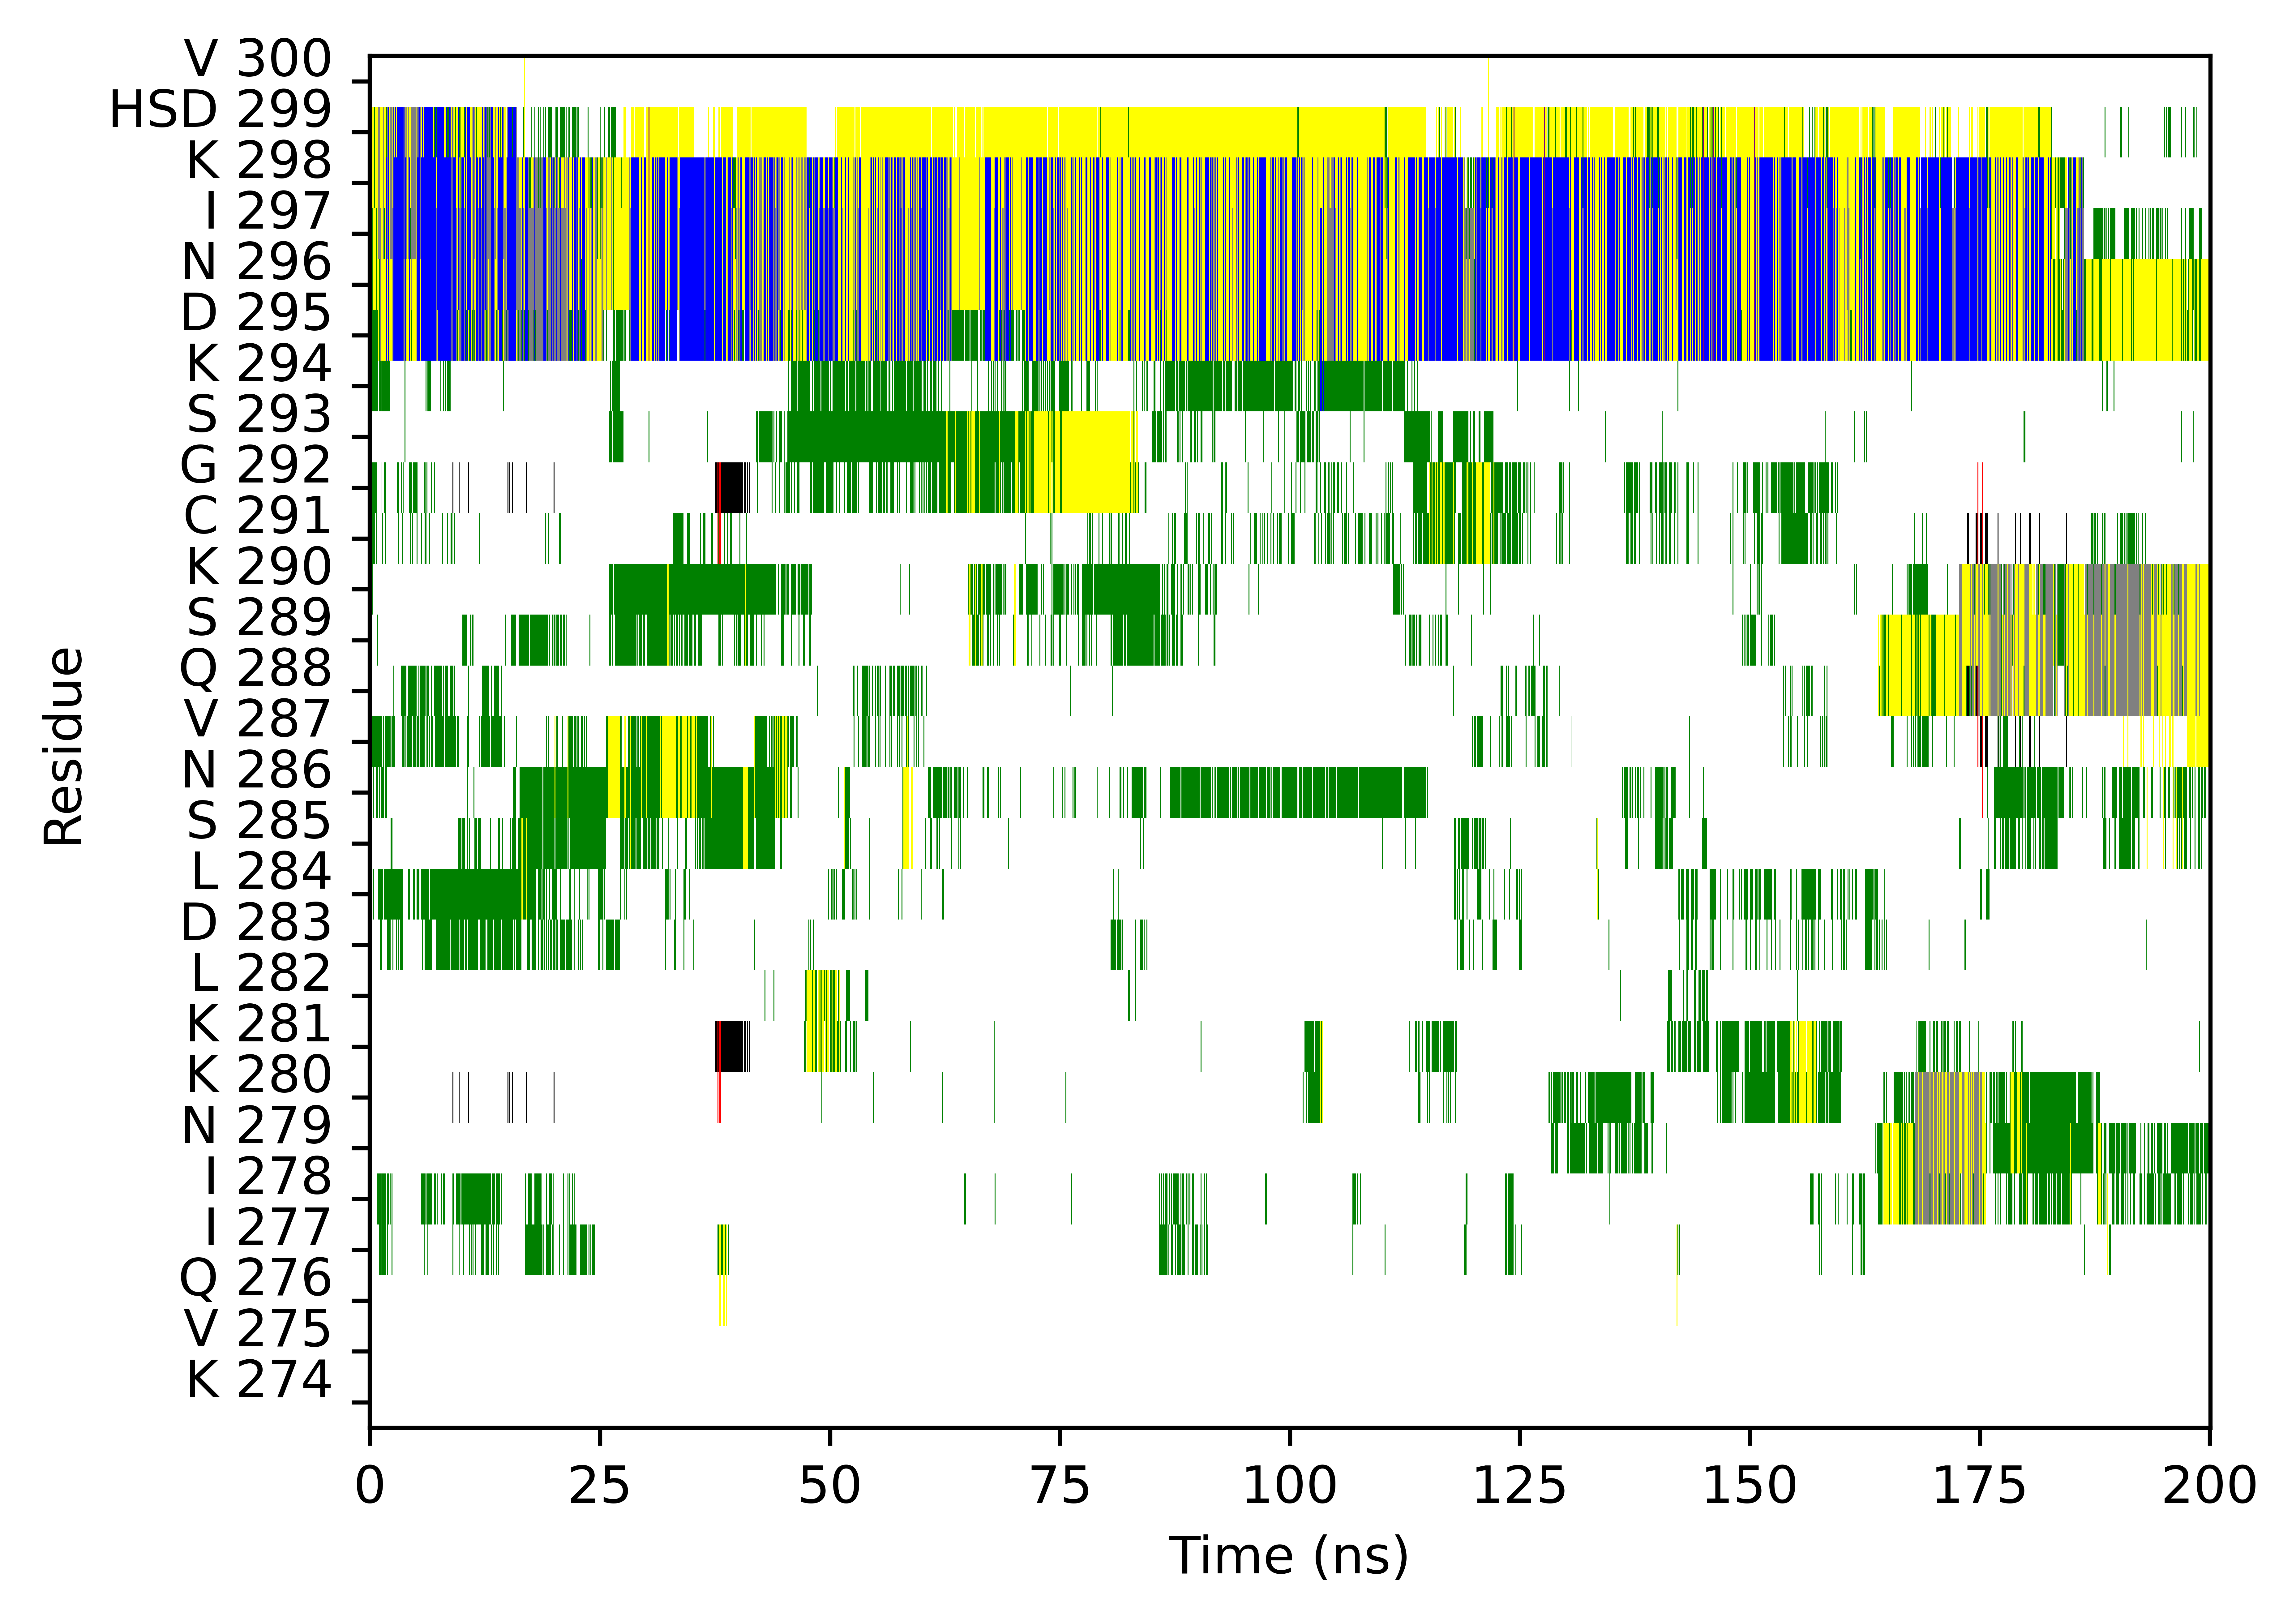 V 300
HSD 299
K 298
I 297
N 296
D 295
K 294
S 293
G 292
C 291
K 290
S 289
Q 288
V 287
N 286
S 285
L 284
D 283
L 282
K 281
K 280
N 279
I 278
I 277
Q 276
V 275
K 274
Residue
0 25 50 75 100 125 150 175 200
Time (ns)